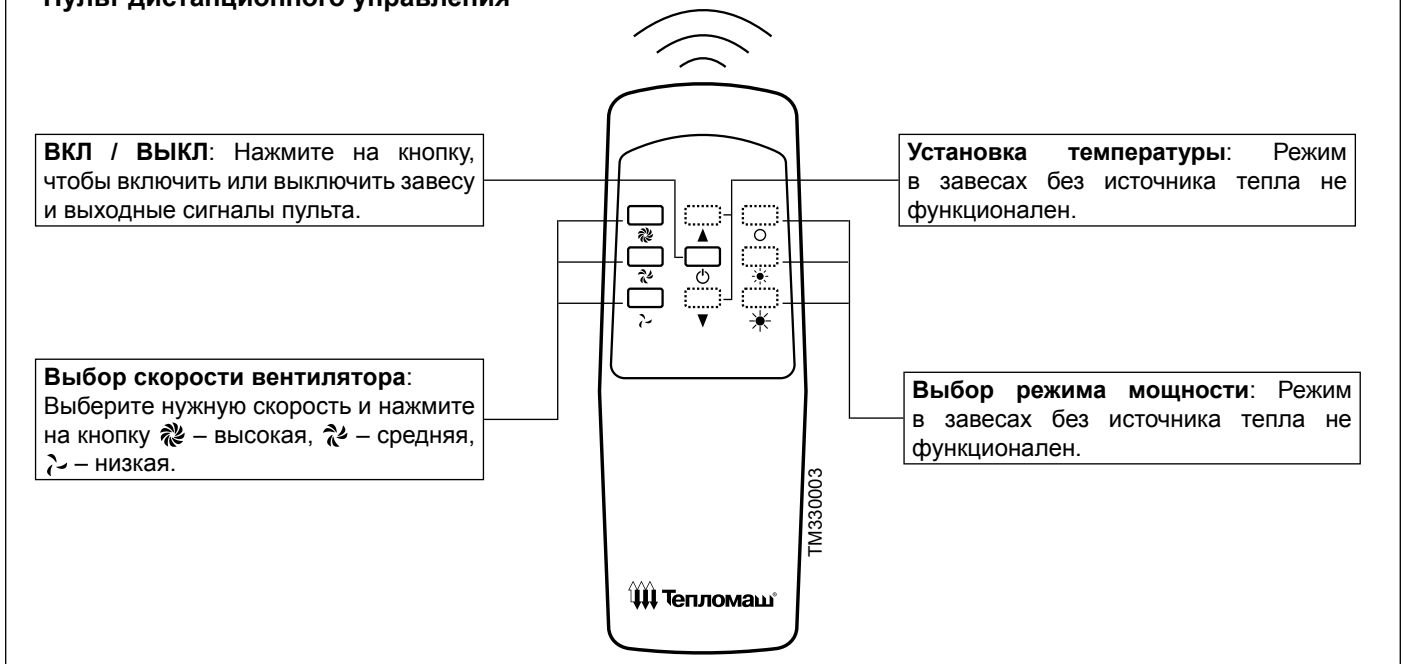 Пульт дистанционного управления
ВКЛ / ВЫКЛ: Нажмите на кнопку,
чтобы включить или выключить завесу
и выходные сигналы пульта.
Установка температуры: Режим
в завесах без источника тепла не
функционален.
Выбор скорости вентилятора:
Выберите нужную скорость и нажмите
на кнопку – высокая, – средняя,
– низкая.
Выбор режима мощности: Режим
в завесах без источника тепла не
функционален.
TM330003
Тепломаш®